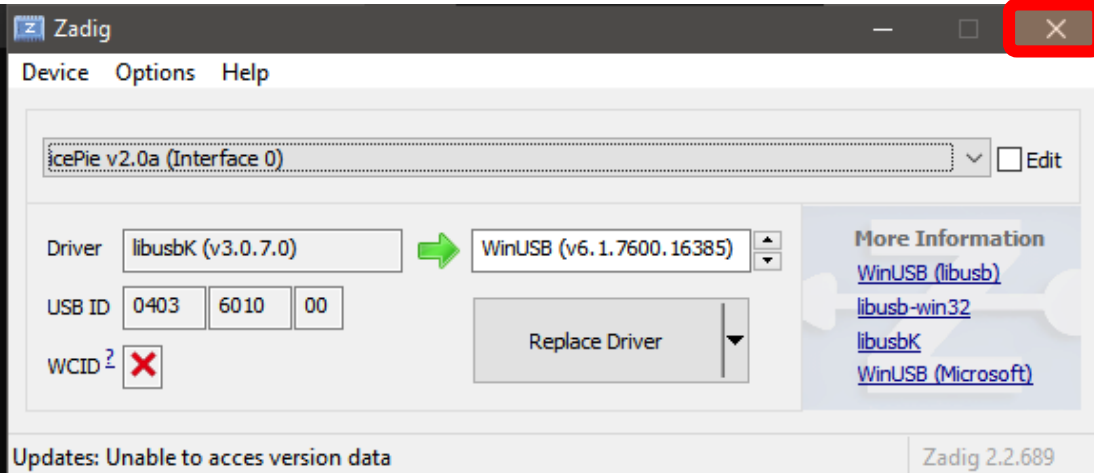 Zadig
Device Options Help
icePie v2.0a (Interface 0)
Edit
Driver libusbK (v3.0.7.0) WinUSB (v6.1.7600.16385)
USB ID 0403 6010 00
WCID ?
Replace Driver
More Information
WinUSB (libusb)
libusb-win32
libusbK
WinUSB (Microsoft)
Updates: Unable to acces version data
Zadig 2.2.689